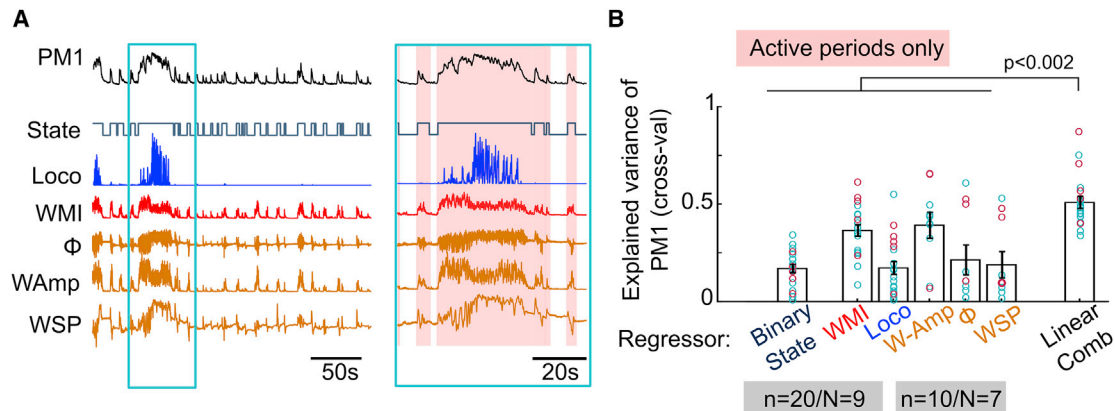 A
PM1
State
Loco
WMI
Φ
WAmp
WSP
50s
20s
B
Active periods only
p<0.002
Explained variance of
PM1 (cross-val)
1
0.5
0
Regressor:
Binary
State
WMI
Loco
W-Amp
Φ
WSP
Linear
Comb
n=20/N=9
n=10/N=7